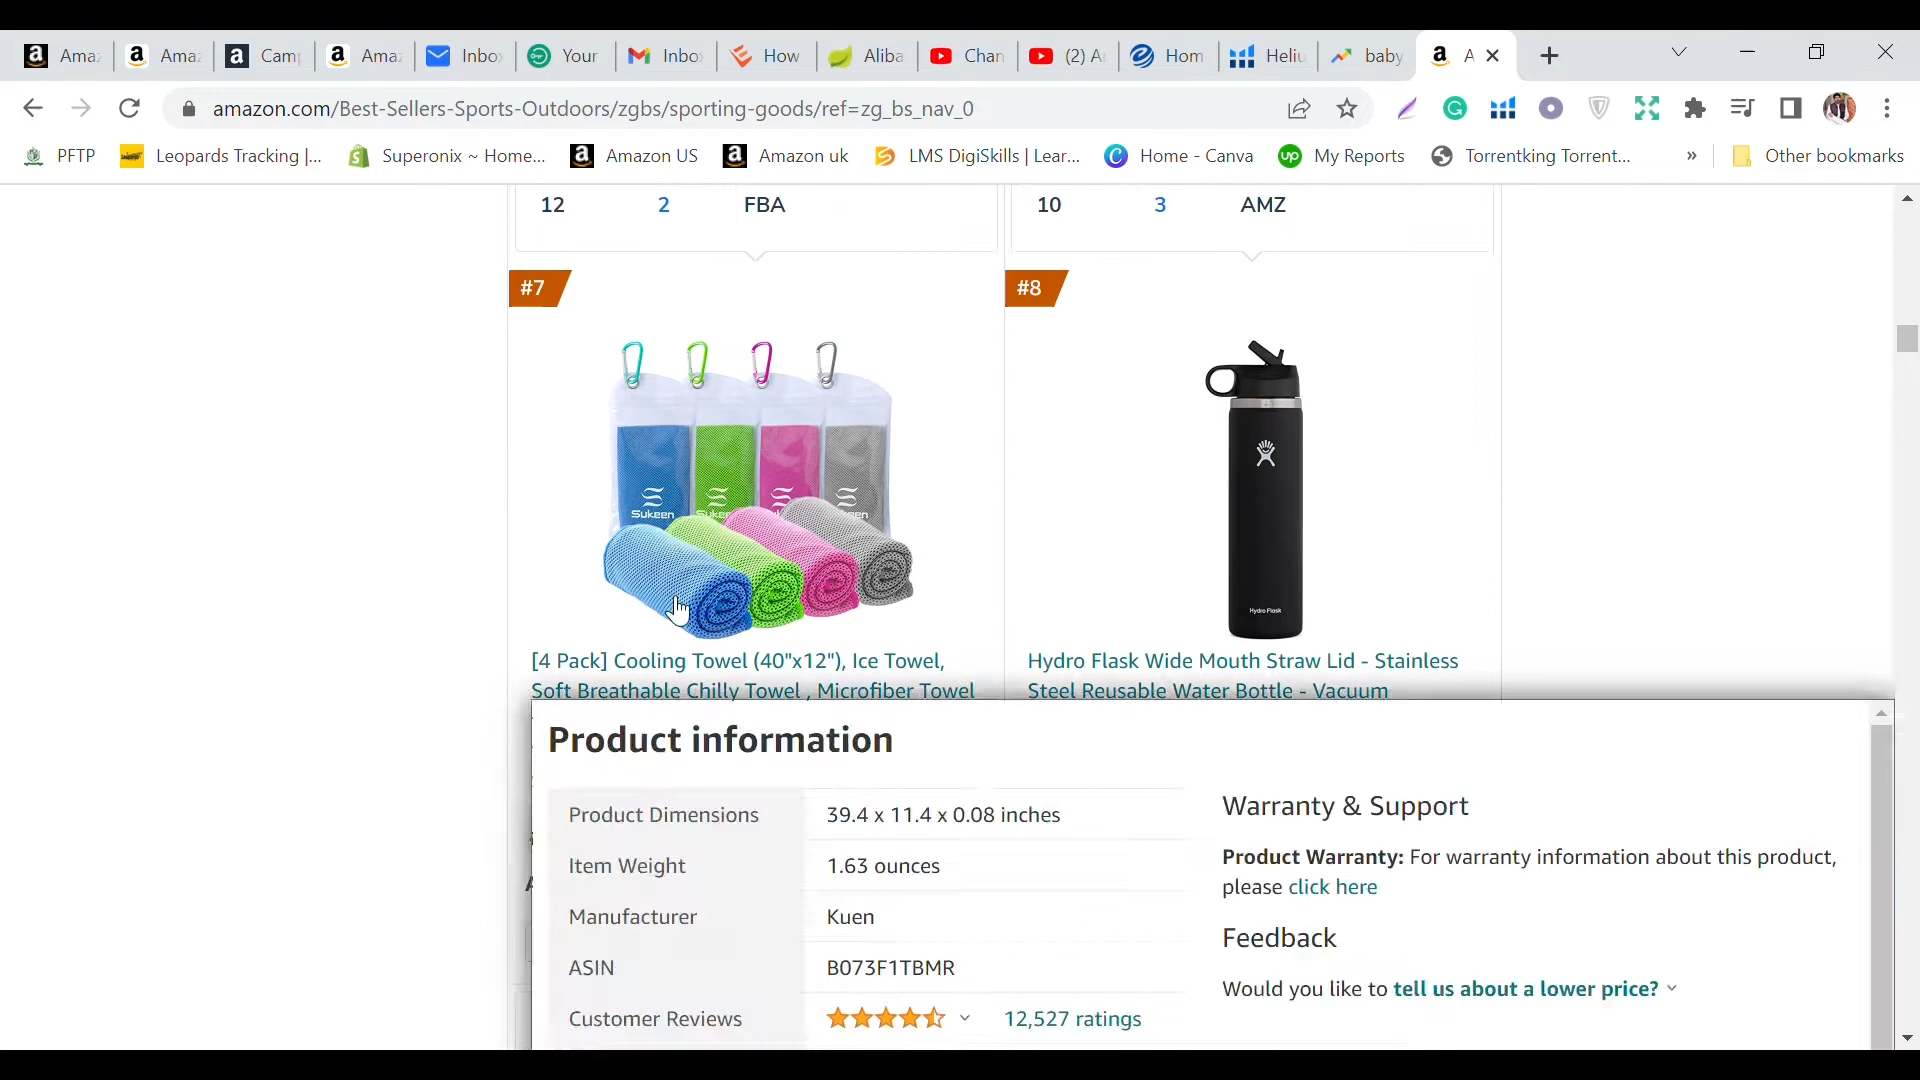 Ama
Ama
Cam
Ama
Inbo
Your
Inbo
How
Aliba
Chan
(2) A
Hom
Heliu
baby
A
amazon.com/Best-Sellers-Sports-Outdoors/zgbs/sporting-goods/ref=zg_bs_nav_0
PFTP
Leopards Tracking |...
Superonix ~ Home...
Amazon US
Amazon uk
LMS DigiSkills | Lear...
Home - Canva
My Reports
Torrentking Torrent...
»
Other bookmarks
12 2 FBA
10 3 AMZ
#7
#8
Sukeen
Hydro Flask
[4 Pack] Cooling Towel (40"x12"), Ice Towel,
Soft Breathable Chilly Towel , Microfiber Towel
Hydro Flask Wide Mouth Straw Lid - Stainless
Steel Reusable Water Bottle - Vacuum
Product information
Product Dimensions 39.4 x 11.4 x 0.08 inches
Item Weight 1.63 ounces
Manufacturer Kuen
ASIN B073F1TBMR
Customer Reviews 12,527 ratings
Warranty & Support
Product Warranty: For warranty information about this product,
please click here
Feedback
Would you like to tell us about a lower price?